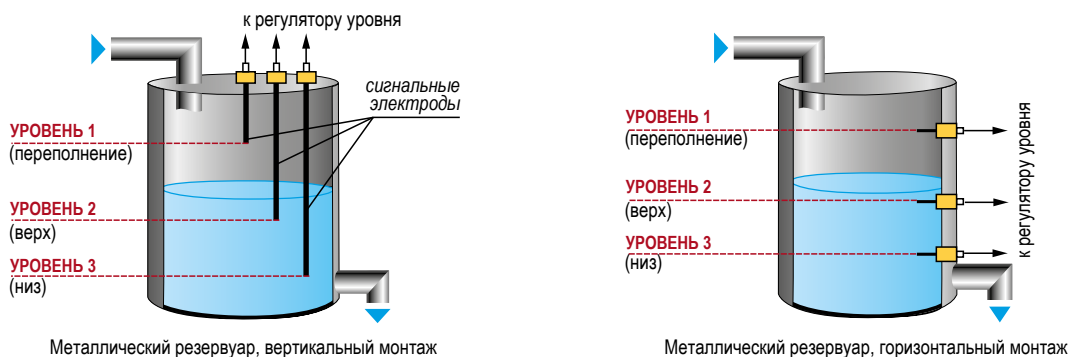 к регулятору уровня
сигнальные
электроды
УРОВЕНЬ 1
(переполнение)
УРОВЕНЬ 2
(верх)
УРОВЕНЬ 3
(низ)
Металлический резервуар, вертикальный монтаж
УРОВЕНЬ 1
(переполнение)
УРОВЕНЬ 2
(верх)
УРОВЕНЬ 3
(низ)
к регулятору уровня
Металлический резервуар, горизонтальный монтаж